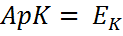 ApK = E_K